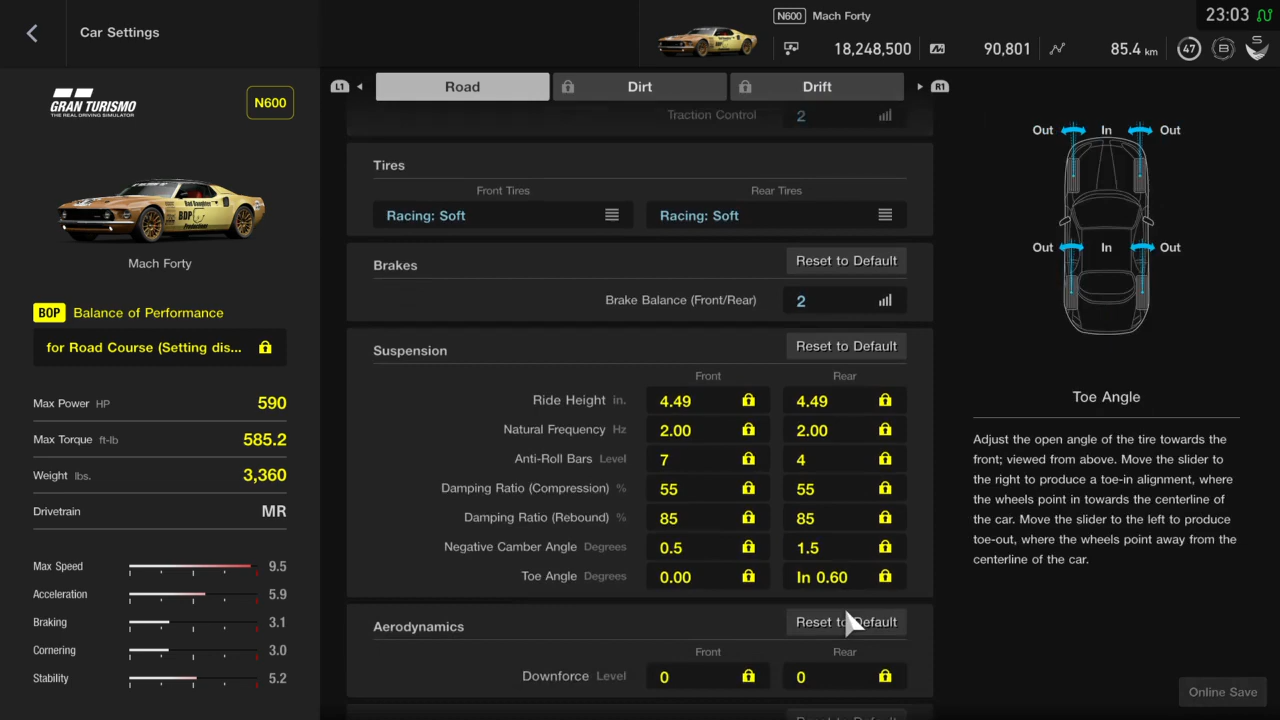 Car Settings
N600 Mach Forty
18,248,500 90,801 85.4 km 47 B S
23:03
GRAN TURISMO
THE REAL DRIVING SIMULATOR
N600
Mach Forty
BOP Balance of Performance
for Road Course (Setting dis...
Max Power HP 590
Max Torque ft-lb 585.2
Weight lbs. 3,360
Drivetrain MR
Max Speed 9.5
Acceleration 5.9
Braking 3.1
Cornering 3.0
Stability 5.2
L1 Road Dirt Drift R1
Traction Control 2
Tires
Front Tires Rear Tires
Racing: Soft Racing: Soft
Brakes Reset to Default
Brake Balance (Front/Rear) 2
Suspension Reset to Default
Front Rear
Ride Height in. 4.49 4.49
Natural Frequency Hz 2.00 2.00
Anti-Roll Bars Level 7 4
Damping Ratio (Compression) % 55 55
Damping Ratio (Rebound) % 85 85
Negative Camber Angle Degrees 0.5 1.5
Toe Angle Degrees 0.00 In 0.60
Aerodynamics Reset to Default
Front Rear
Downforce Level 0 0
Out In Out
Out In Out
Toe Angle
Adjust the open angle of the tire towards the
front; viewed from above. Move the slider to
the right to produce a toe-in alignment, where
the wheels point in towards the centerline of
the car. Move the slider to the left to produce
toe-out, where the wheels point away from the
centerline of the car.
Online Save